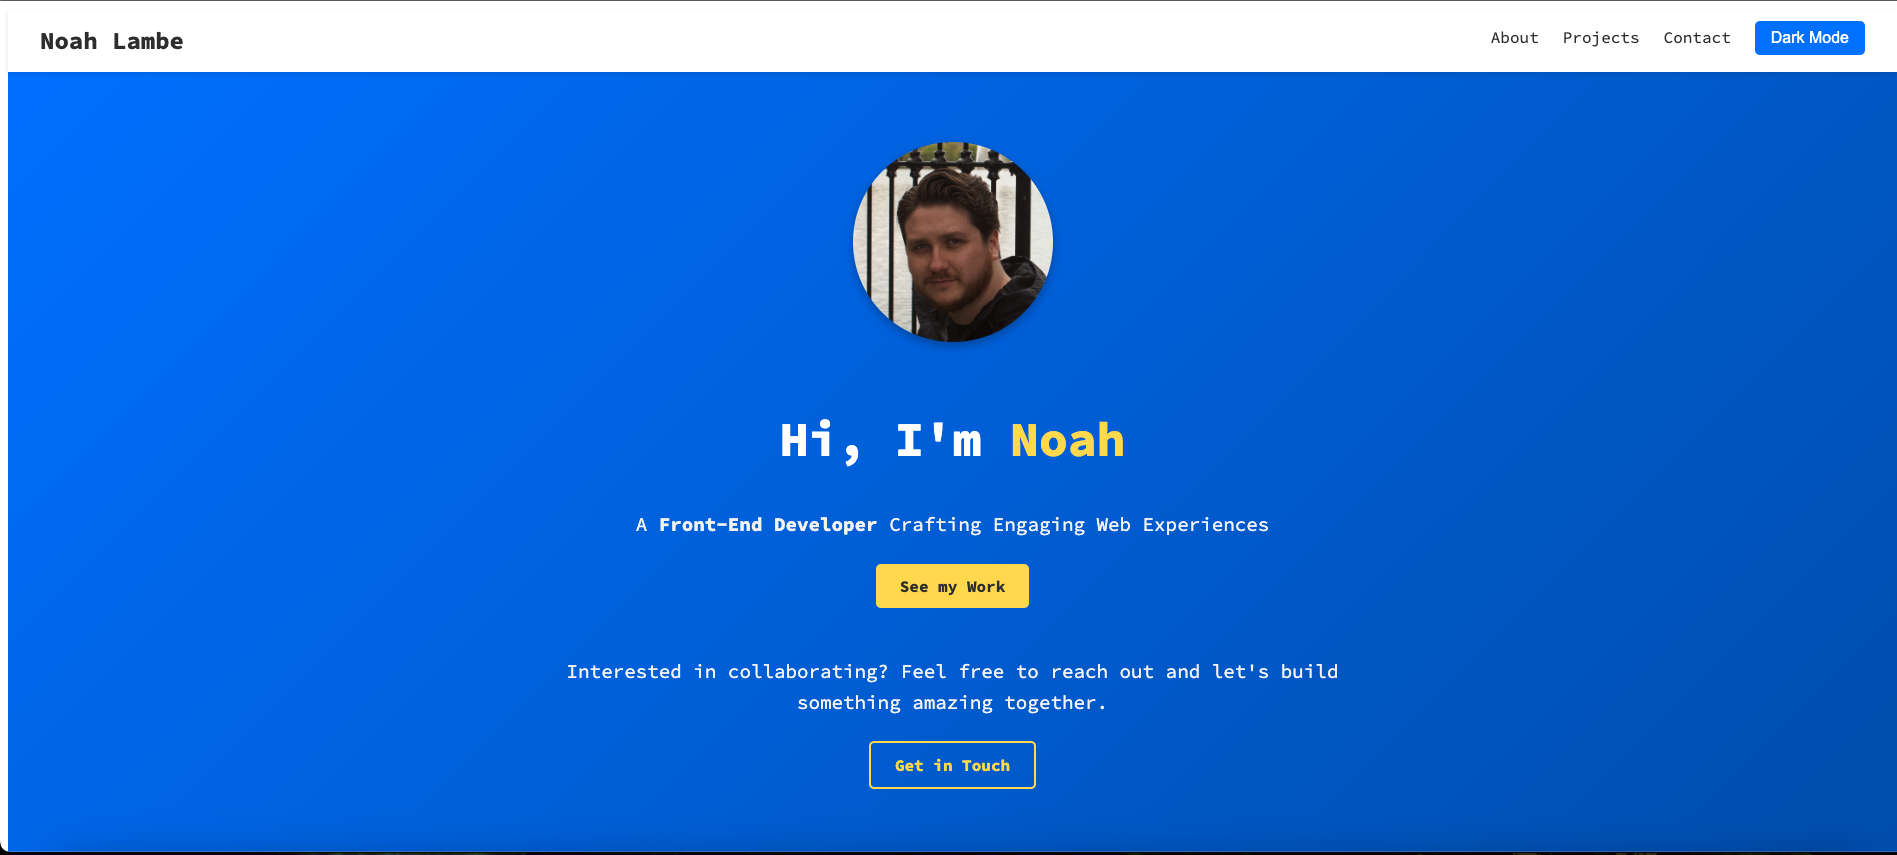 Noah Lambe
About Projects Contact Dark Mode
Hi, I'm Noah
A Front-End Developer Crafting Engaging Web Experiences
See my Work
Interested in collaborating? Feel free to reach out and let's build
something amazing together.
Get in Touch